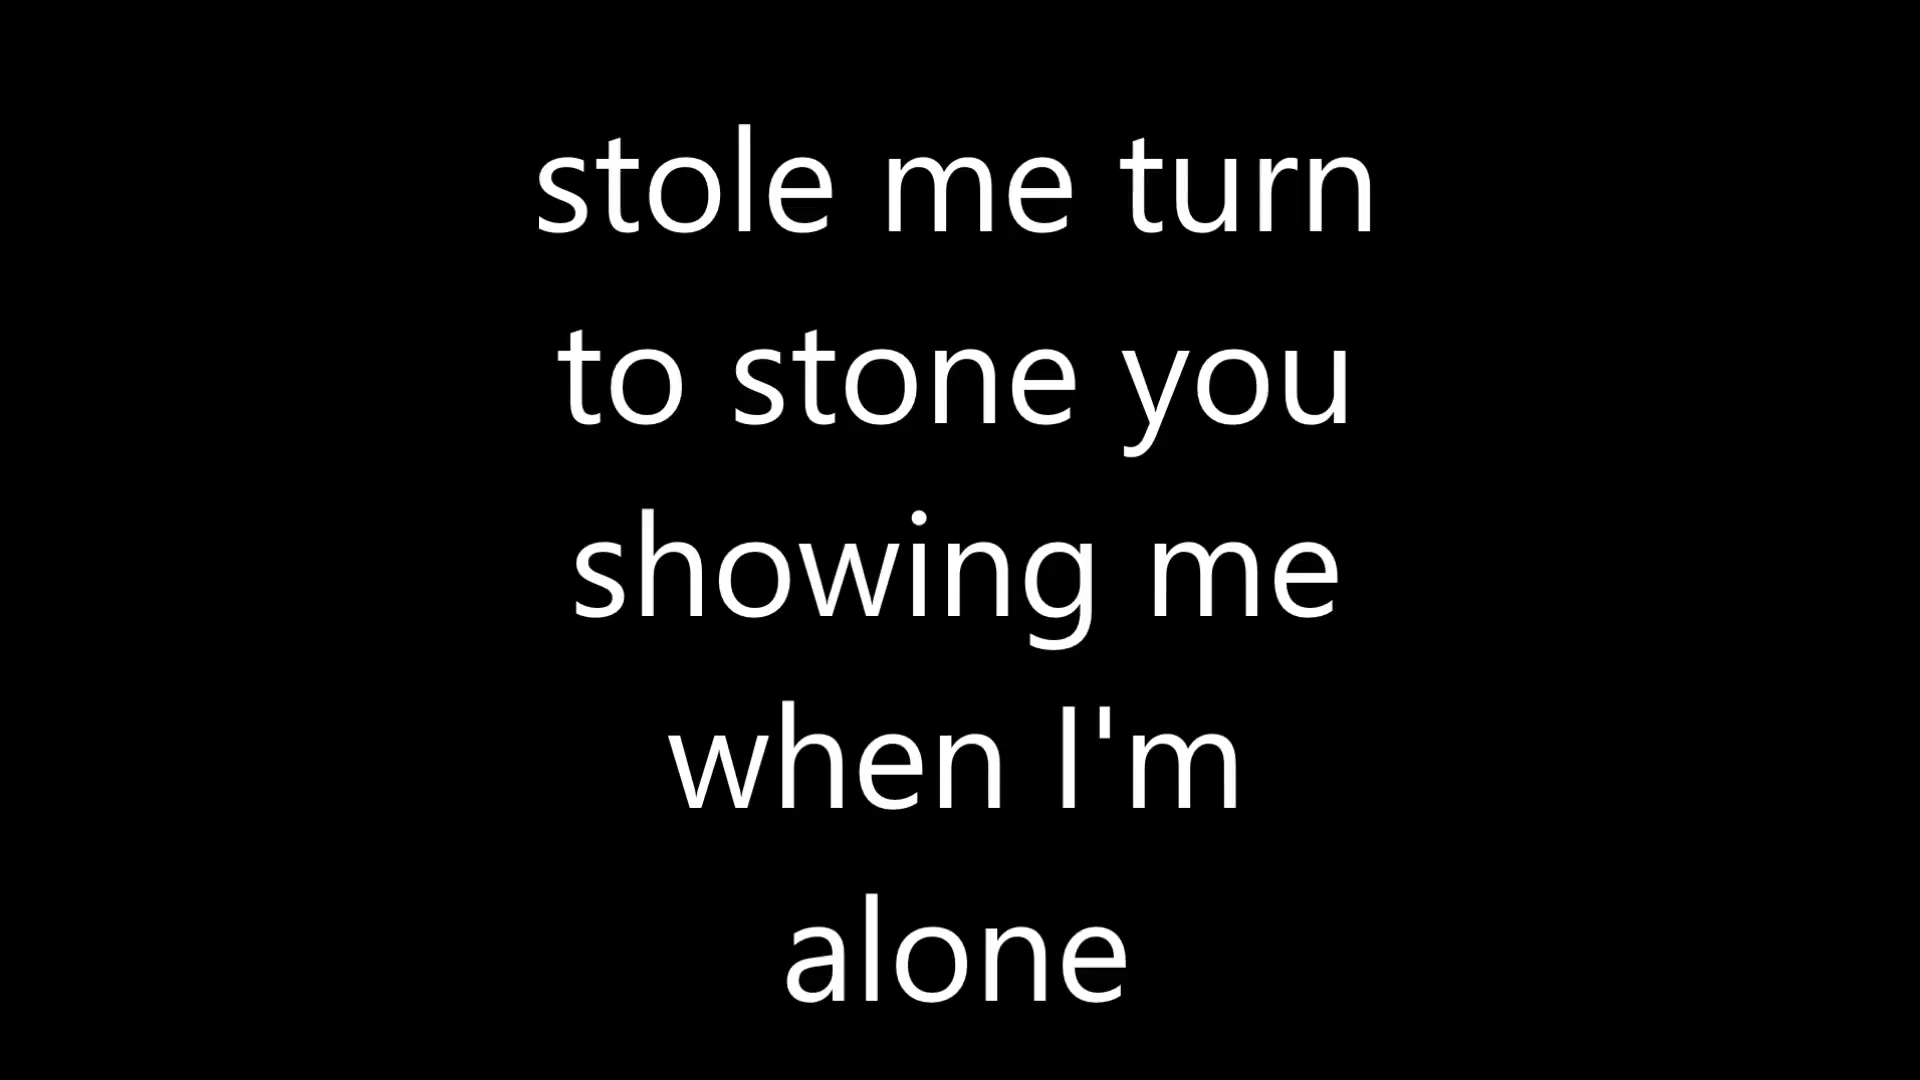 stole me turn
to stone you
showing me
when I'm
alone